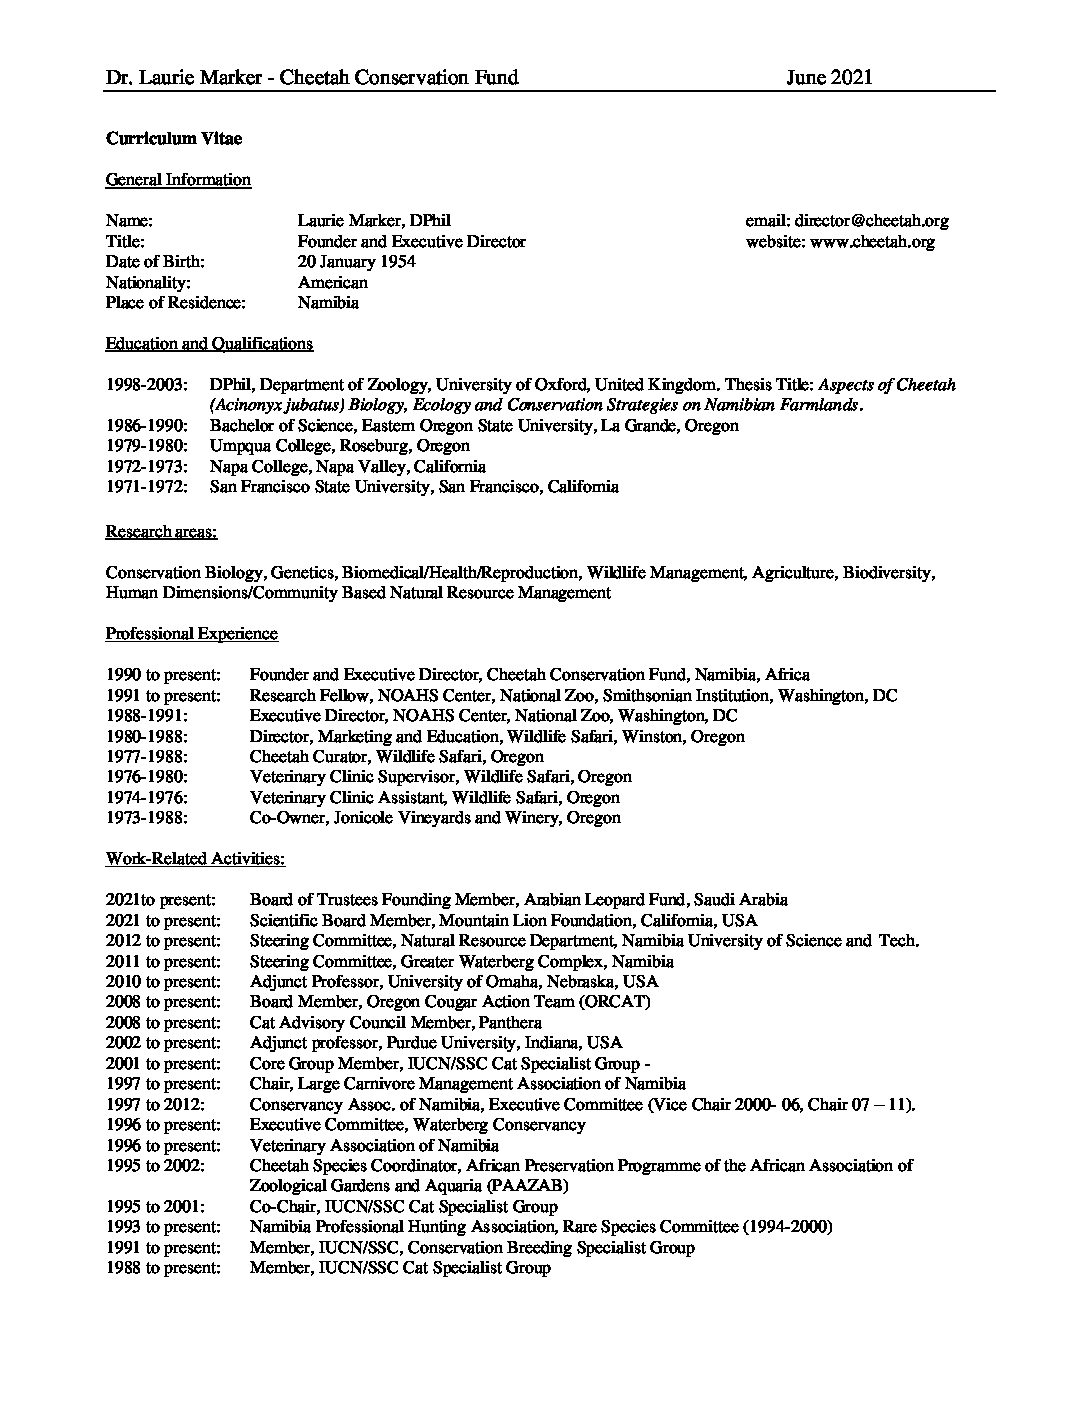 Dr. Laurie Marker - Cheetah Conservation Fund June 2021
Curriculum Vitae
General Information
Name: Laurie Marker, DPhil email: director@cheetah.org
Title: Founder and Executive Director website: www.cheetah.org
Date of Birth: 20 January 1954
Nationality: American
Place of Residence: Namibia
Education and Qualifications
1998-2003: DPhil, Department of Zoology, University of Oxford, United Kingdom. Thesis Title: Aspects of Cheetah
(Acinonyx jubatus) Biology, Ecology and Conservation Strategies on Namibian Farmlands.
1986-1990: Bachelor of Science, Eastern Oregon State University, La Grande, Oregon
1979-1980: Umpqua College, Roseburg, Oregon
1972-1973: Napa College, Napa Valley, California
1971-1972: San Francisco State University, San Francisco, California
Research areas:
Conservation Biology, Genetics, Biomedical/Health/Reproduction, Wildlife Management, Agriculture, Biodiversity,
Human Dimensions/Community Based Natural Resource Management
Professional Experience
1990 to present: Founder and Executive Director, Cheetah Conservation Fund, Namibia, Africa
1991 to present: Research Fellow, NOAHS Center, National Zoo, Smithsonian Institution, Washington, DC
1988-1991: Executive Director, NOAHS Center, National Zoo, Washington, DC
1980-1988: Director, Marketing and Education, Wildlife Safari, Winston, Oregon
1977-1988: Cheetah Curator, Wildlife Safari, Oregon
1976-1980: Veterinary Clinic Supervisor, Wildlife Safari, Oregon
1974-1976: Veterinary Clinic Assistant, Wildlife Safari, Oregon
1973-1988: Co-Owner, Jonicole Vineyards and Winery, Oregon
Work-Related Activities:
2021to present: Board of Trustees Founding Member, Arabian Leopard Fund, Saudi Arabia
2021 to present: Scientific Board Member, Mountain Lion Foundation, California, USA
2012 to present: Steering Committee, Natural Resource Department, Namibia University of Science and Tech.
2011 to present: Steering Committee, Greater Waterberg Complex, Namibia
2010 to present: Adjunct Professor, University of Omaha, Nebraska, USA
2008 to present: Board Member, Oregon Cougar Action Team (ORCAT)
2008 to present: Cat Advisory Council Member, Panthera
2002 to present: Adjunct professor, Purdue University, Indiana, USA
2001 to present: Core Group Member, IUCN/SSC Cat Specialist Group -
1997 to present: Chair, Large Carnivore Management Association of Namibia
1997 to 2012: Conservancy Assoc. of Namibia, Executive Committee (Vice Chair 2000- 06, Chair 07 – 11).
1996 to present: Executive Committee, Waterberg Conservancy
1996 to present: Veterinary Association of Namibia
1995 to 2002: Cheetah Species Coordinator, African Preservation Programme of the African Association of
Zoological Gardens and Aquaria (PAAZAB)
1995 to 2001: Co-Chair, IUCN/SSC Cat Specialist Group
1993 to present: Namibia Professional Hunting Association, Rare Species Committee (1994-2000)
1991 to present: Member, IUCN/SSC, Conservation Breeding Specialist Group
1988 to present: Member, IUCN/SSC Cat Specialist Group